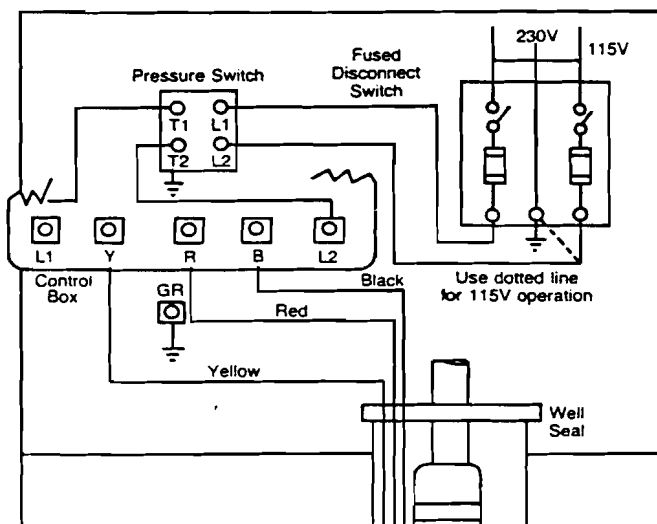 230V
115V
Fused
Disconnect
Switch
Pressure Switch
T1 L1
T2 L2
L1 Y R B L2
Control
Box
GR
Black
Red
Yellow
Use dotted line
for 115V operation
Well
Seal